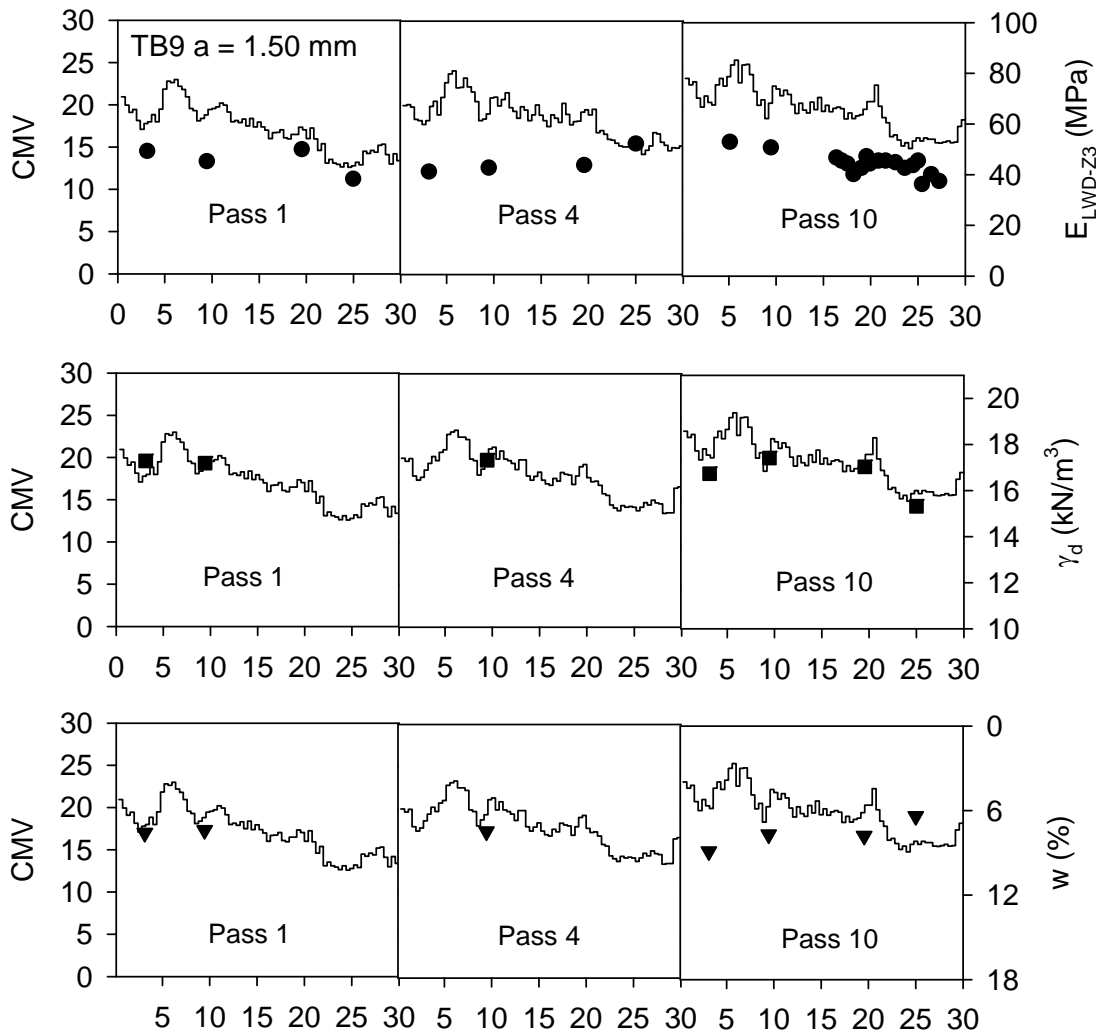 30 100
TB9 a = 1.50 mm
25 80
20
CMV 15 60 E_LWD-Z3 (MPa)
10 40
Pass 1 Pass 4 Pass 10
5 20
0 0
0 5 10 15 20 25 30 5 10 15 20 25 30 5 10 15 20 25 30
30
25 20
20 18
CMV 15 16 γ_d (kN/m³)
10 14
Pass 1 Pass 4 Pass 10
5 12
0 10
0 5 10 15 20 25 30 5 10 15 20 25 30 5 10 15 20 25 30
30 0
25
20 6
CMV 15 w (%)
10 12
5 Pass 1 Pass 4 Pass 10
0 18
5 10 15 20 25 30 5 10 15 20 25 30 5 10 15 20 25 30